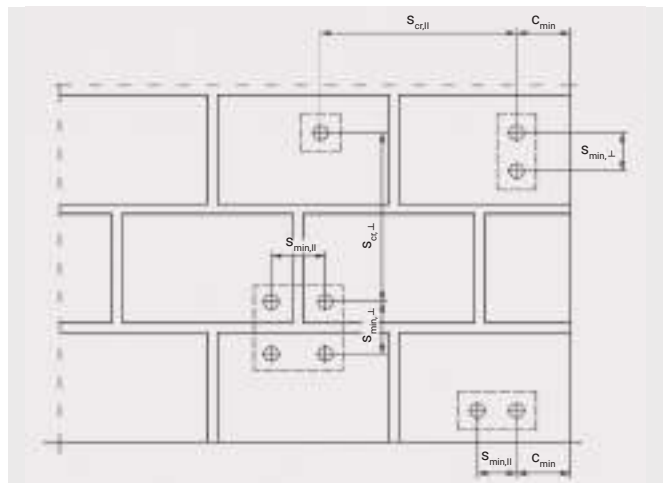 s_cr,II c_min
s_min,⊥
s_cr,⊥
s_min,II
s_min,⊥
s_min,II c_min